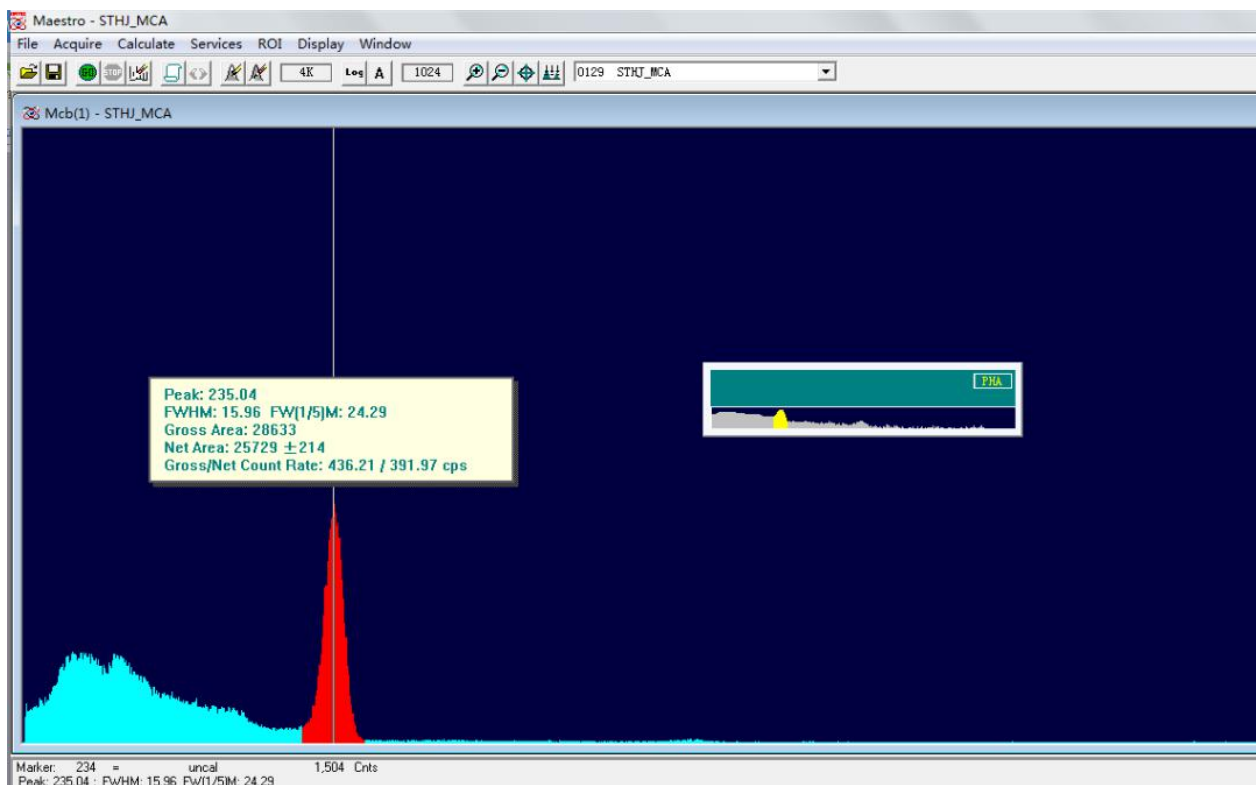 Maestro - STHJ_MCA
File Acquire Calculate Services ROI Display Window
GO STOP 4K Log A 1024 0129 STHJ_MCA
Mcb(1) - STHJ_MCA
PHA
Peak: 235.04
FWHM: 15.96 FW(1/5)M: 24.29
Gross Area: 28633
Net Area: 25729 ±214
Gross/Net Count Rate: 436.21 / 391.97 cps
Marker: 234 = uncal 1,504 Cnts
Peak: 235.04 : FWHM: 15.96 FW(1/5)M: 24.29